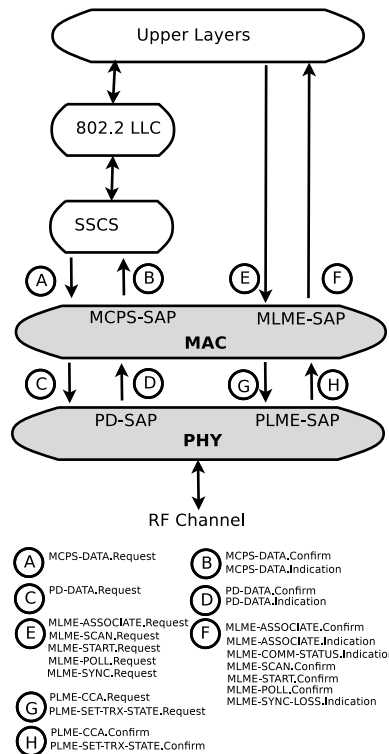 Upper Layers
802.2 LLC
SSCS
A
B
E
F
MCPS-SAP
MLME-SAP
MAC
C
D
G
H
PD-SAP
PLME-SAP
PHY
RF Channel
A
MCPS-DATA.Request
B
MCPS-DATA.Confirm
MCPS-DATA.Indication
C
PD-DATA.Request
D
PD-DATA.Confirm
PD-DATA.Indication
E
MLME-ASSOCIATE.Request
MLME-SCAN.Request
MLME-START.Request
MLME-POLL.Request
MLME-SYNC.Request
F
MLME-ASSOCIATE.Confirm
MLME-ASSOCIATE.Indication
MLME-COMM-STATUS.Indication
MLME-SCAN.Confirm
MLME-START.Confirm
MLME-POLL.Confirm
MLME-SYNC-LOSS.Indication
G
PLME-CCA.Request
PLME-SET-TRX-STATE.Request
H
PLME-CCA.Confirm
PLME-SET-TRX-STATE.Confirm